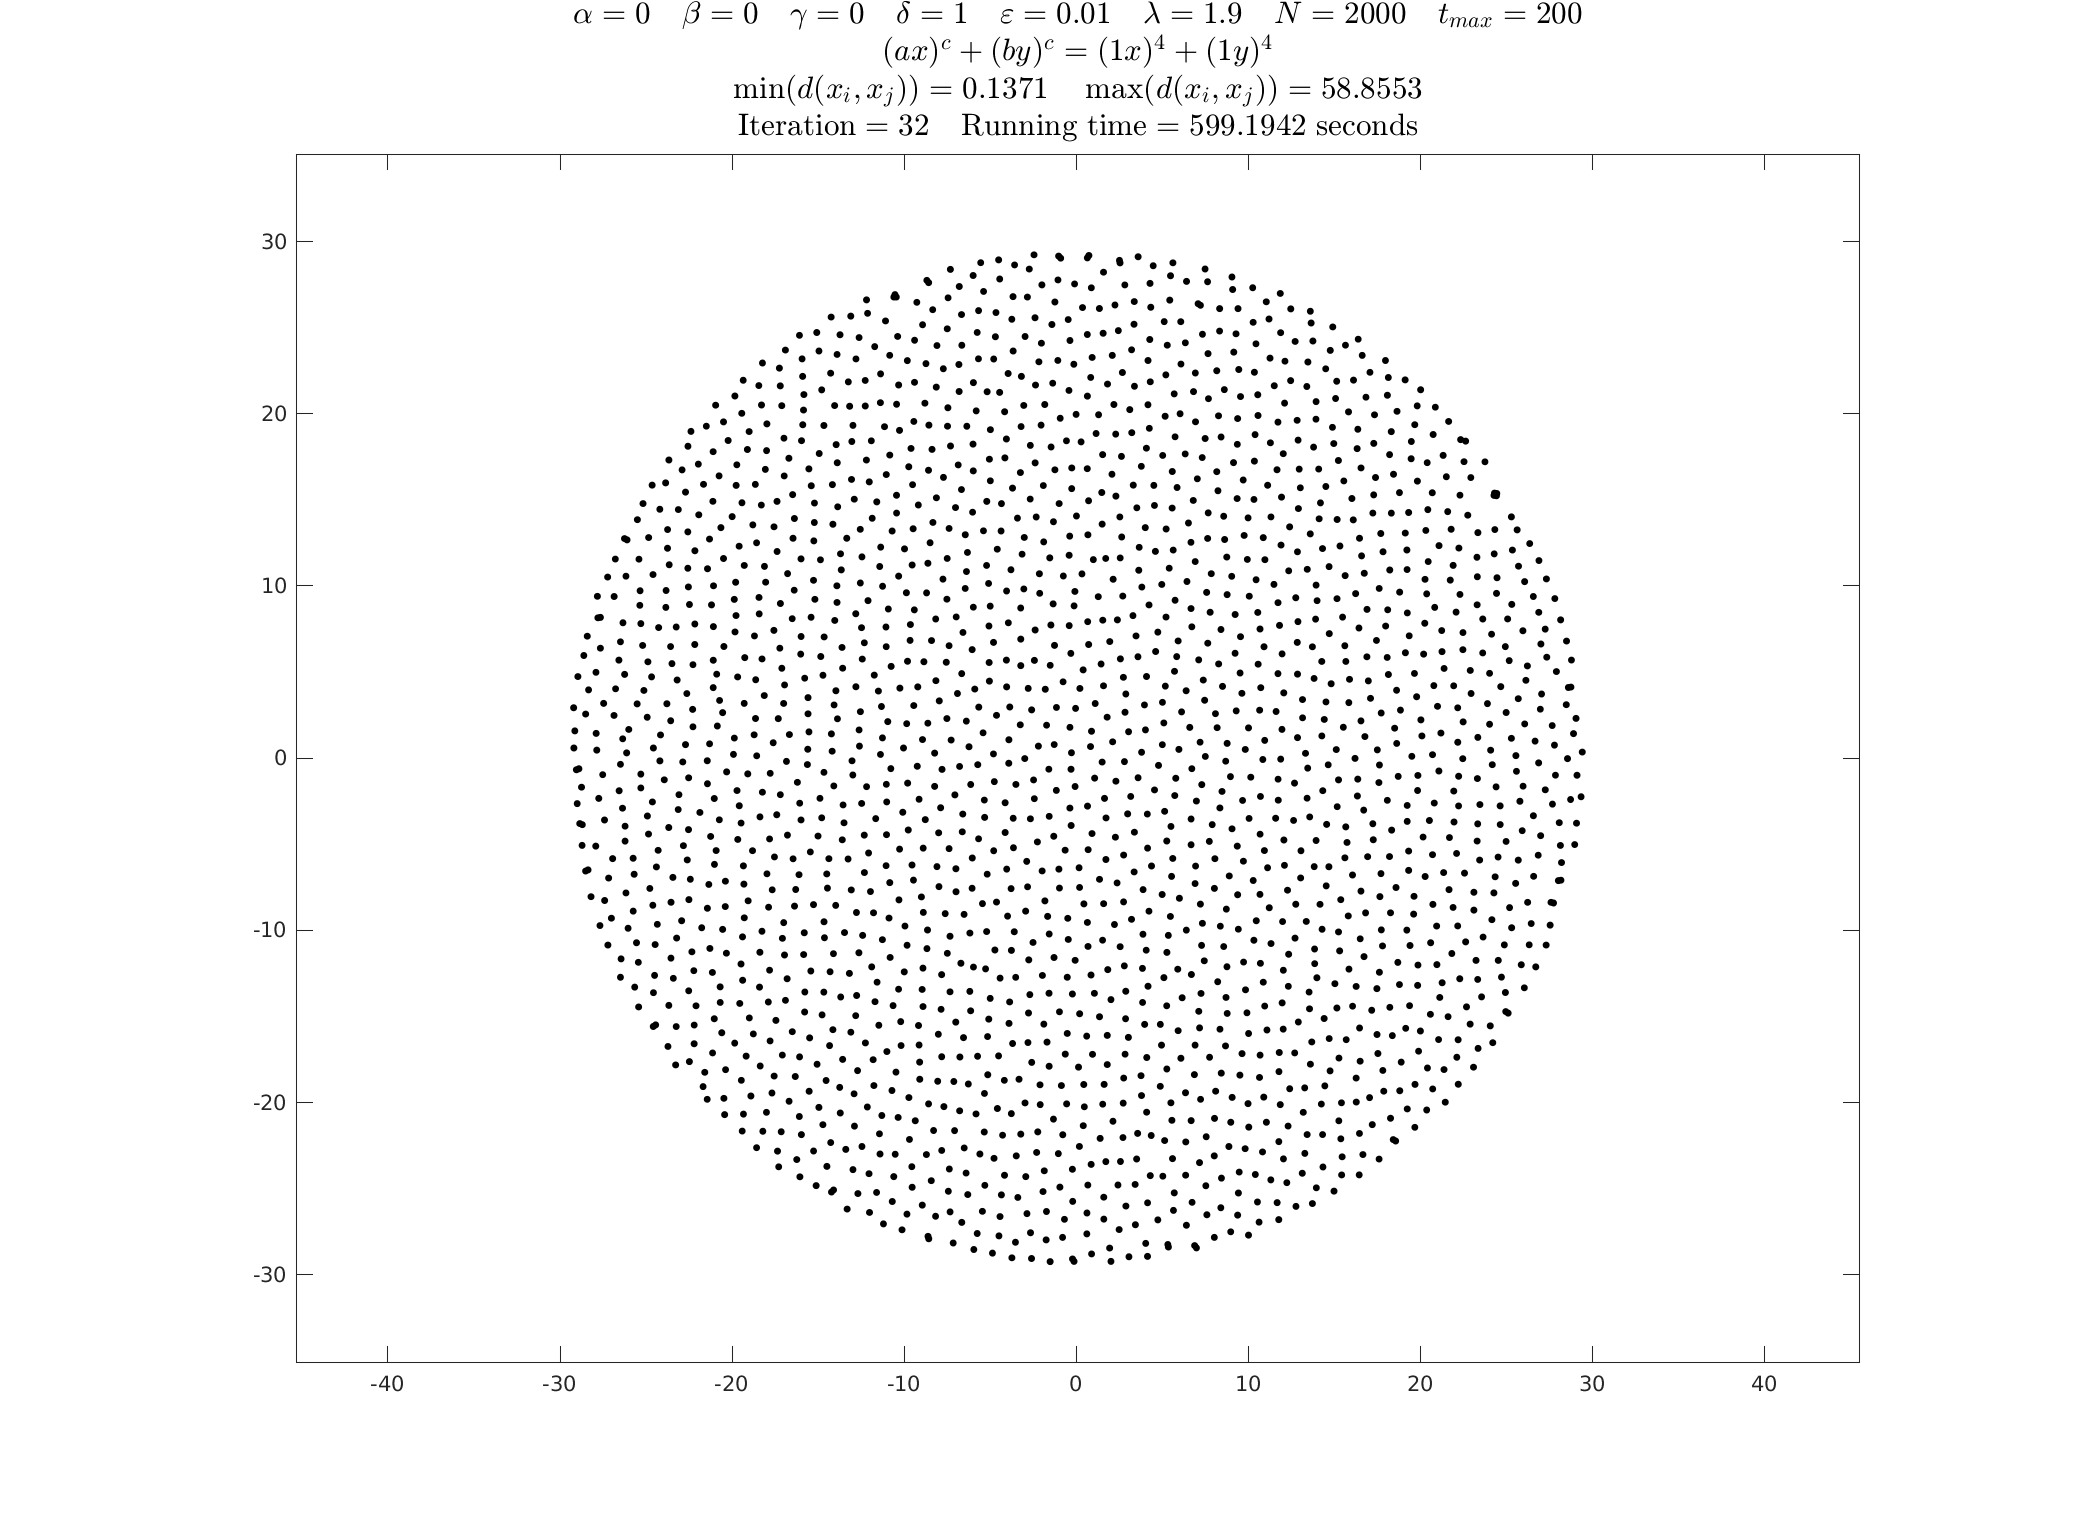 α = 0 β = 0 γ = 0 δ = 1 ε = 0.01 λ = 1.9 N = 2000 t_max = 200
(ax)^c + (by)^c = (1x)^4 + (1y)^4
min(d(x_i, x_j)) = 0.1371 max(d(x_i, x_j)) = 58.8553
Iteration = 32 Running time = 599.1942 seconds
30
20
10
0
-10
-20
-30
-40 -30 -20 -10 0 10 20 30 40